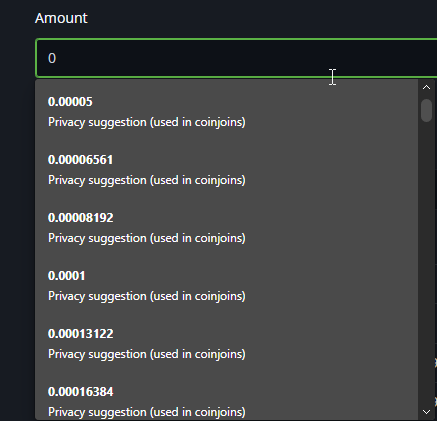 Amount
0
0.00005
Privacy suggestion (used in coinjoins)
0.00006561
Privacy suggestion (used in coinjoins)
0.00008192
Privacy suggestion (used in coinjoins)
0.0001
Privacy suggestion (used in coinjoins)
0.00013122
Privacy suggestion (used in coinjoins)
0.00016384
Privacy suggestion (used in coinjoins)